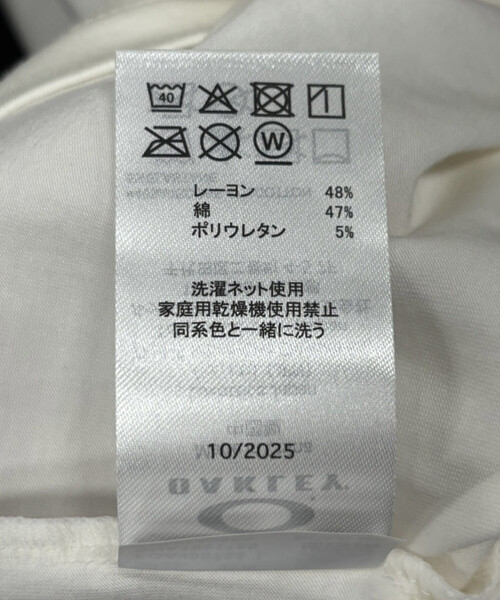 40
W
レーヨン 48%
綿 47%
ポリウレタン 5%
洗濯ネット使用
家庭用乾燥機使用禁止
同系色と一緒に洗う
10/2025
OAKLEY